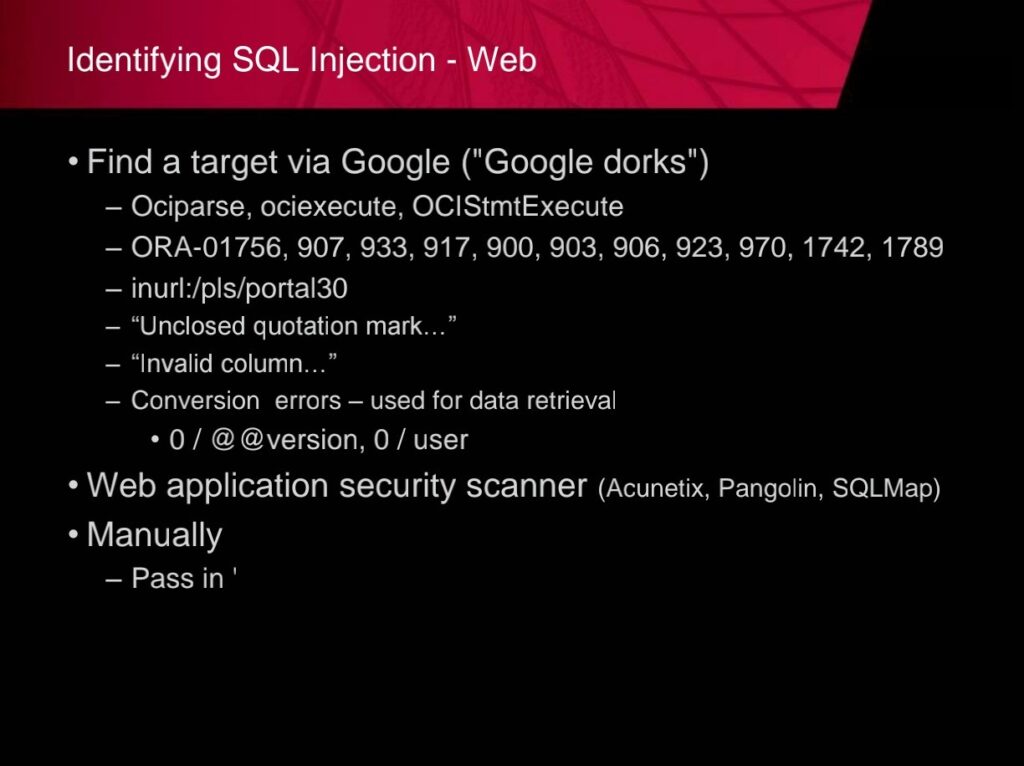 Identifying SQL Injection - Web
• Find a target via Google ("Google dorks")
– Ociparse, ociexecute, OCIStmtExecute
– ORA-01756, 907, 933, 917, 900, 903, 906, 923, 970, 1742, 1789
– inurl:/pls/portal30
– “Unclosed quotation mark…”
– “Invalid column…”
– Conversion  errors – used for data retrieval
• 0 / @@version, 0 / user
• Web application security scanner (Acunetix, Pangolin, SQLMap)
• Manually
– Pass in '